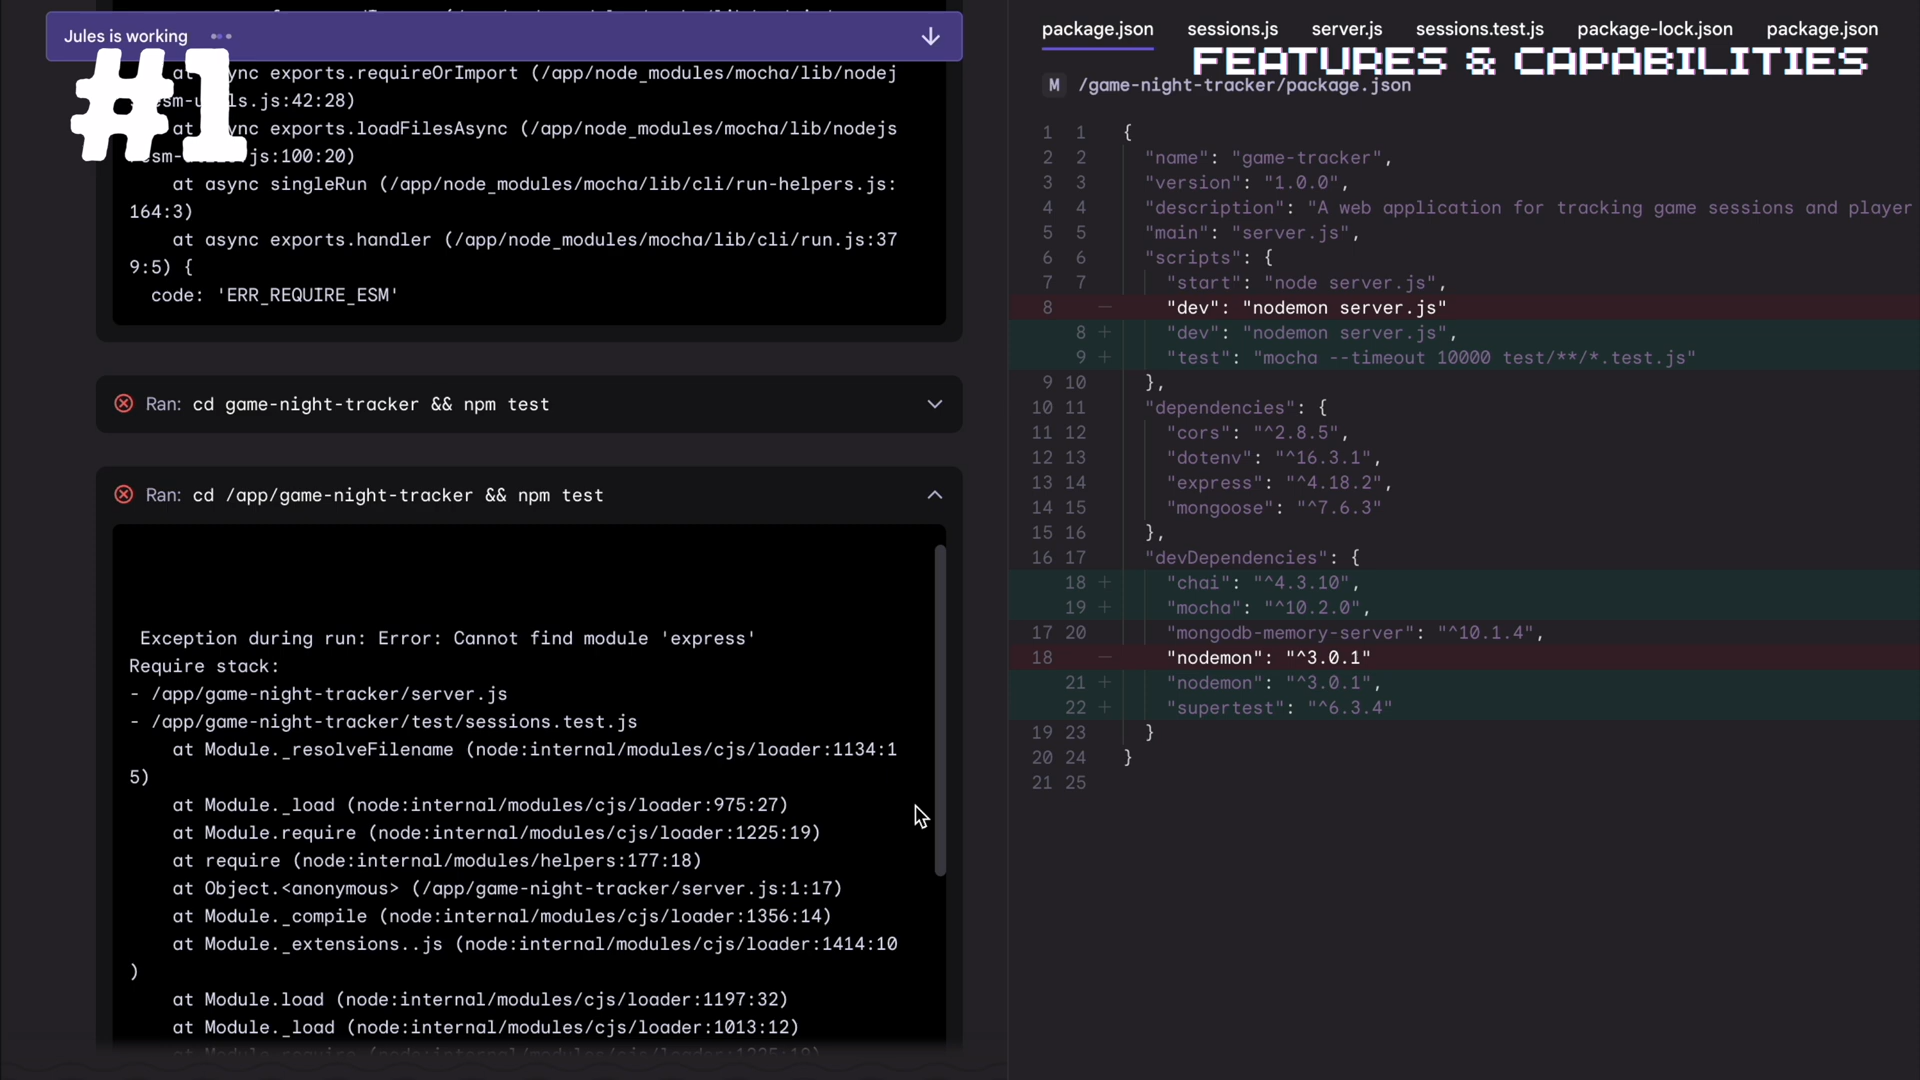 Jules is working
#1
at async exports.requireOrImport (/app/node_modules/mocha/lib/nodej
ls.js:42:28)
at async exports.loadFilesAsync (/app/node_modules/mocha/lib/nodejs
js:100:20)
at async singleRun (/app/node_modules/mocha/lib/cli/run-helpers.js:
164:3)
at async exports.handler (/app/node_modules/mocha/lib/cli/run.js:37
9:5) {
code: 'ERR_REQUIRE_ESM'
Ran: cd game-night-tracker && npm test
Ran: cd /app/game-night-tracker && npm test
Exception during run: Error: Cannot find module 'express'
Require stack:
- /app/game-night-tracker/server.js
- /app/game-night-tracker/test/sessions.test.js
at Module._resolveFilename (node:internal/modules/cjs/loader:1134:1
5)
at Module._load (node:internal/modules/cjs/loader:975:27)
at Module.require (node:internal/modules/cjs/loader:1225:19)
at require (node:internal/modules/helpers:177:18)
at Object.<anonymous> (/app/game-night-tracker/server.js:1:17)
at Module._compile (node:internal/modules/cjs/loader:1356:14)
at Module._extensions..js (node:internal/modules/cjs/loader:1414:10
)
at Module.load (node:internal/modules/cjs/loader:1197:32)
at Module._load (node:internal/modules/cjs/loader:1013:12)
package.json sessions.js server.js sessions.test.js package-lock.json package.json
FEATURES & CAPABILITIES
M /game-night-tracker/package.json
1 1 {
2 2 "name": "game-tracker",
3 3 "version": "1.0.0",
4 4 "description": "A web application for tracking game sessions and player
5 5 "main": "server.js",
6 6 "scripts": {
7 7 "start": "node server.js",
8 — "dev": "nodemon server.js"
8 + "dev": "nodemon server.js",
9 + "test": "mocha --timeout 10000 test/**/*.test.js"
9 10 },
10 11 "dependencies": {
11 12 "cors": "^2.8.5",
12 13 "dotenv": "^16.3.1",
13 14 "express": "^4.18.2",
14 15 "mongoose": "^7.6.3"
15 16 },
16 17 "devDependencies": {
18 + "chai": "^4.3.10",
19 + "mocha": "^10.2.0",
17 20 "mongodb-memory-server": "^10.1.4",
18 — "nodemon": "^3.0.1"
21 + "nodemon": "^3.0.1",
22 + "supertest": "^6.3.4"
19 23 }
20 24 }
21 25